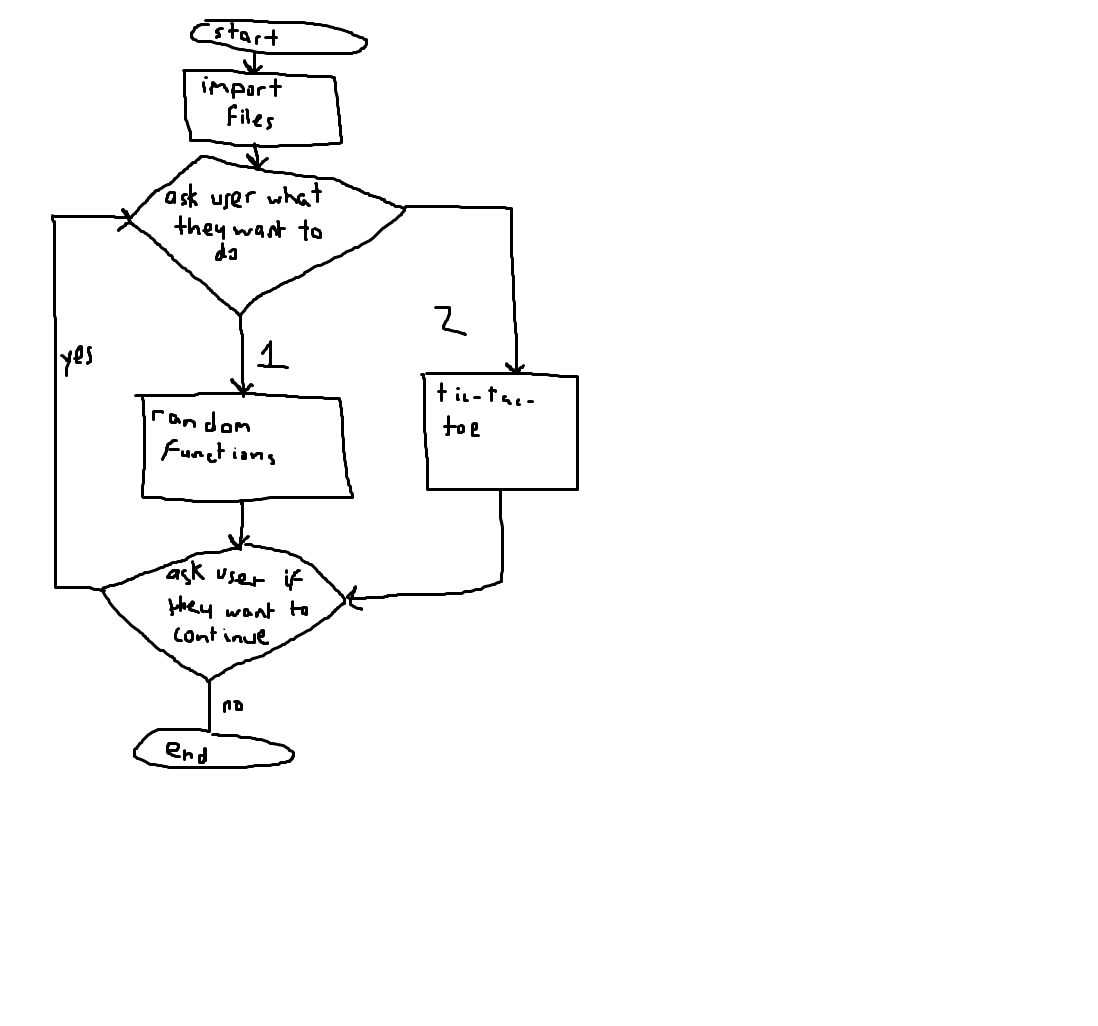 start
import
files
ask user what
they want to
do
2
yes
1
tic-tac-
toe
random
functions
ask user if
they want to
continue
no
end